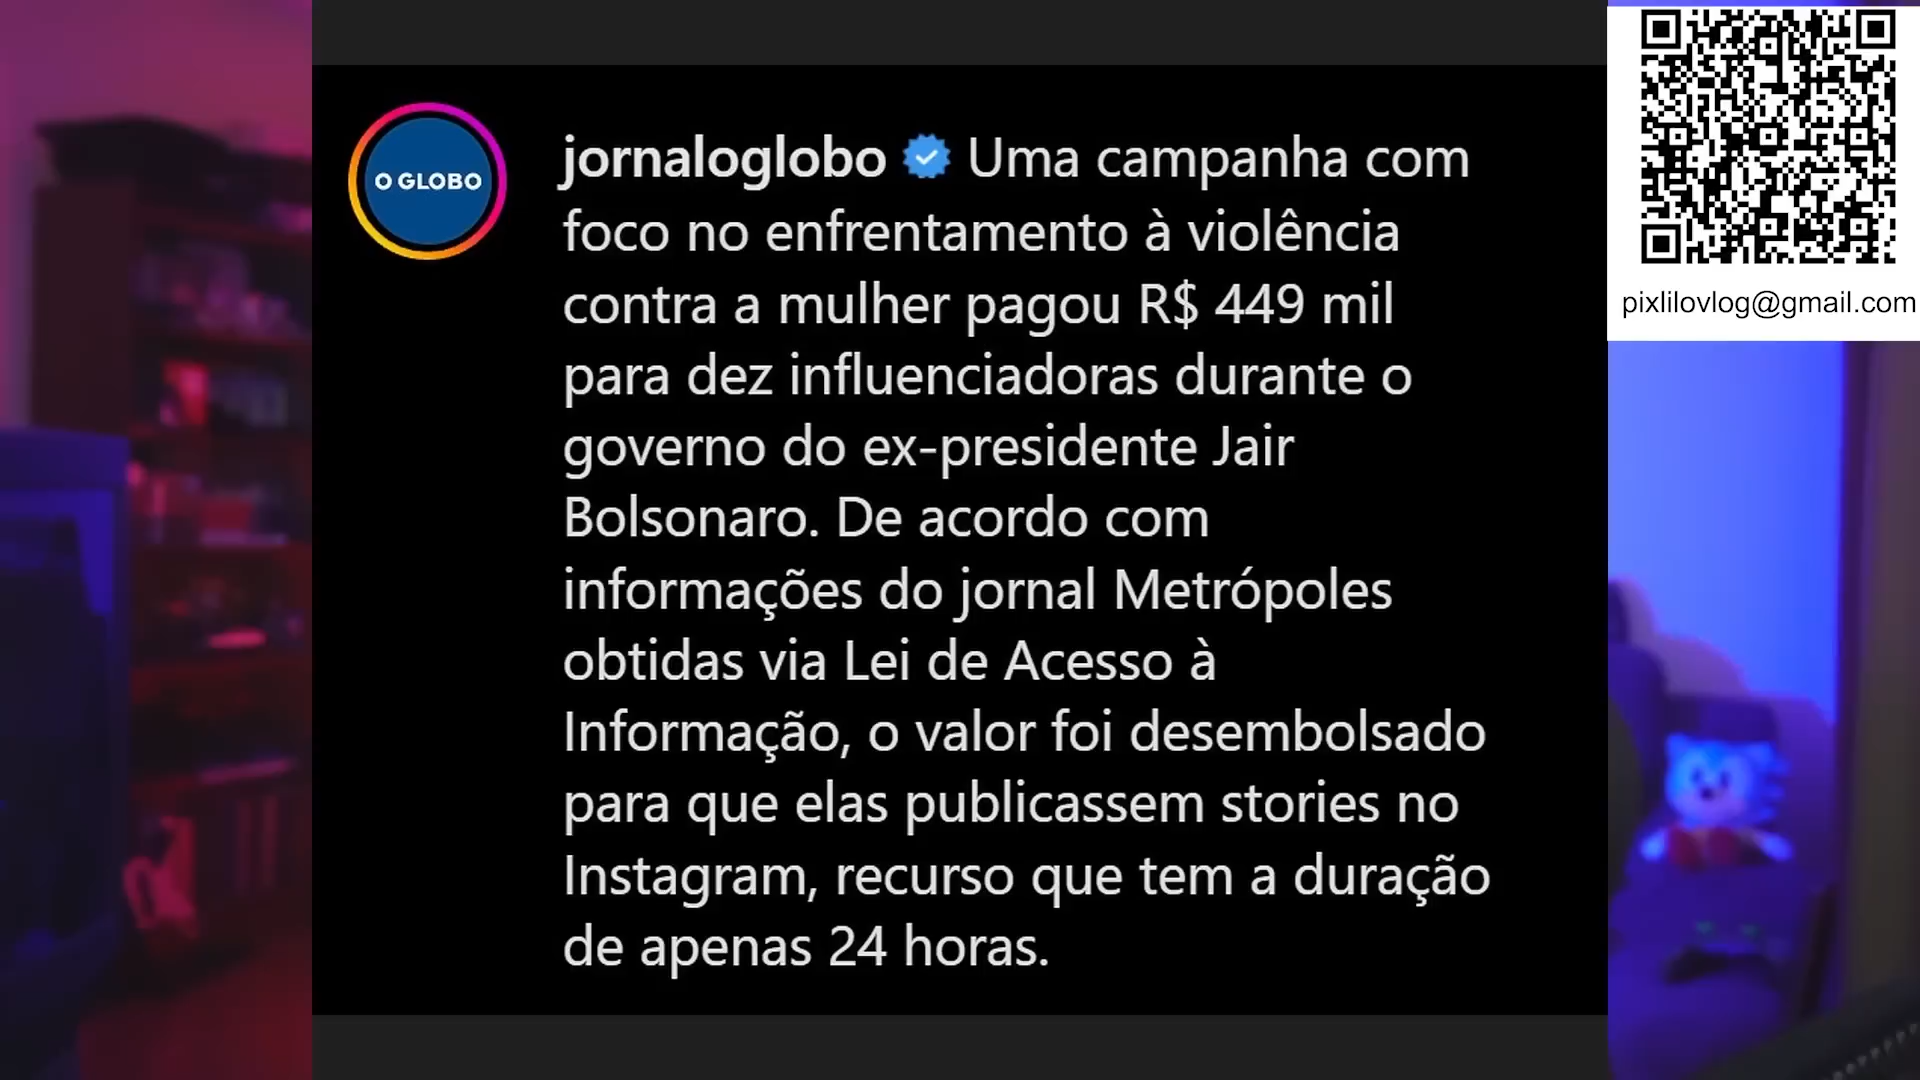 O GLOBO
jornaloglobo Uma campanha com
foco no enfrentamento à violência
contra a mulher pagou R$ 449 mil
para dez influenciadoras durante o
governo do ex-presidente Jair
Bolsonaro. De acordo com
informações do jornal Metrópoles
obtidas via Lei de Acesso à
Informação, o valor foi desembolsado
para que elas publicassem stories no
Instagram, recurso que tem a duração
de apenas 24 horas.
pixlilovlog@gmail.com